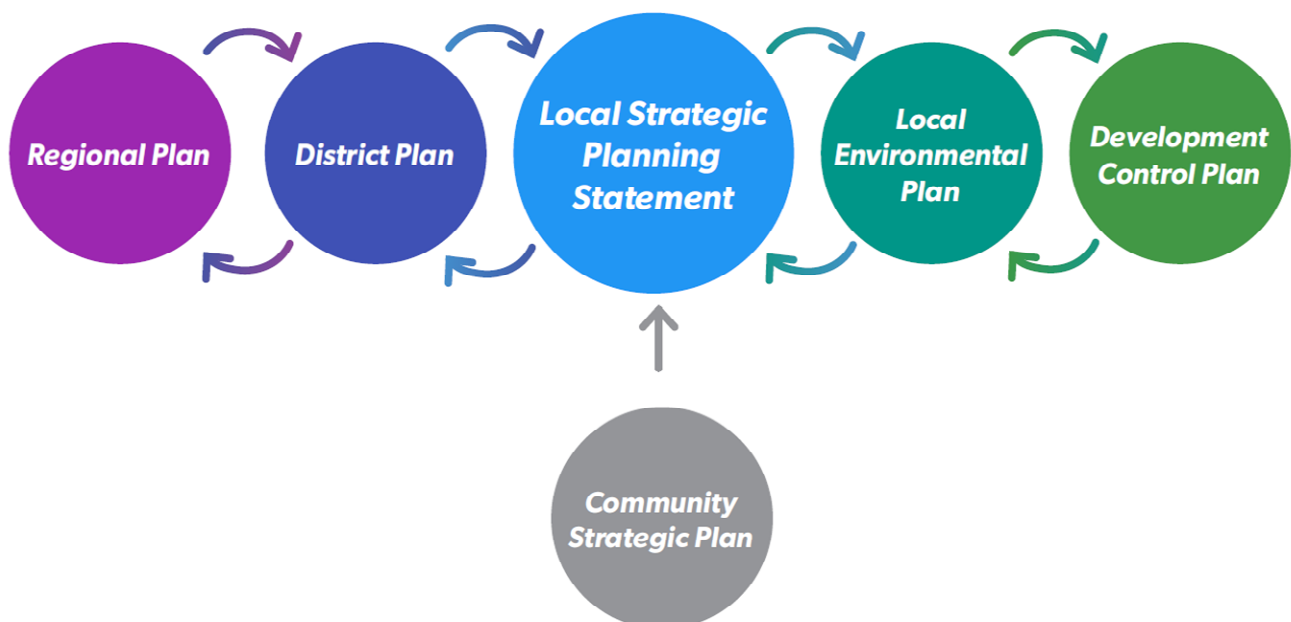 Regional Plan
District Plan
Local Strategic
Planning
Statement
Local
Environmental
Plan
Development
Control Plan
Community
Strategic Plan